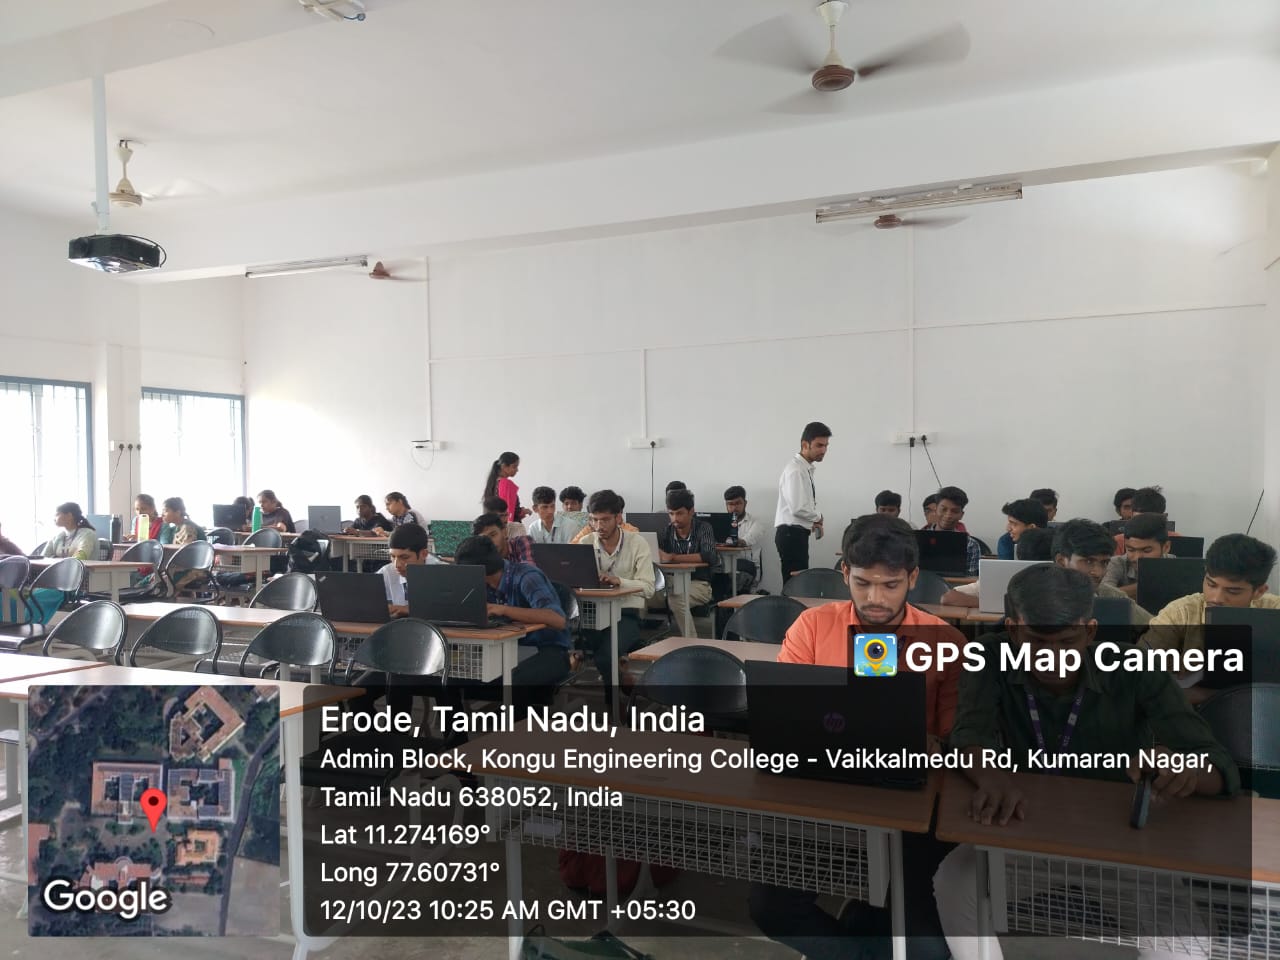 GPS Map Camera
Erode, Tamil Nadu, India
Admin Block, Kongu Engineering College - Vaikkalmedu Rd, Kumaran Nagar,
Tamil Nadu 638052, India
Lat 11.274169°
Long 77.60731°
12/10/23 10:25 AM GMT +05:30
Google
hp